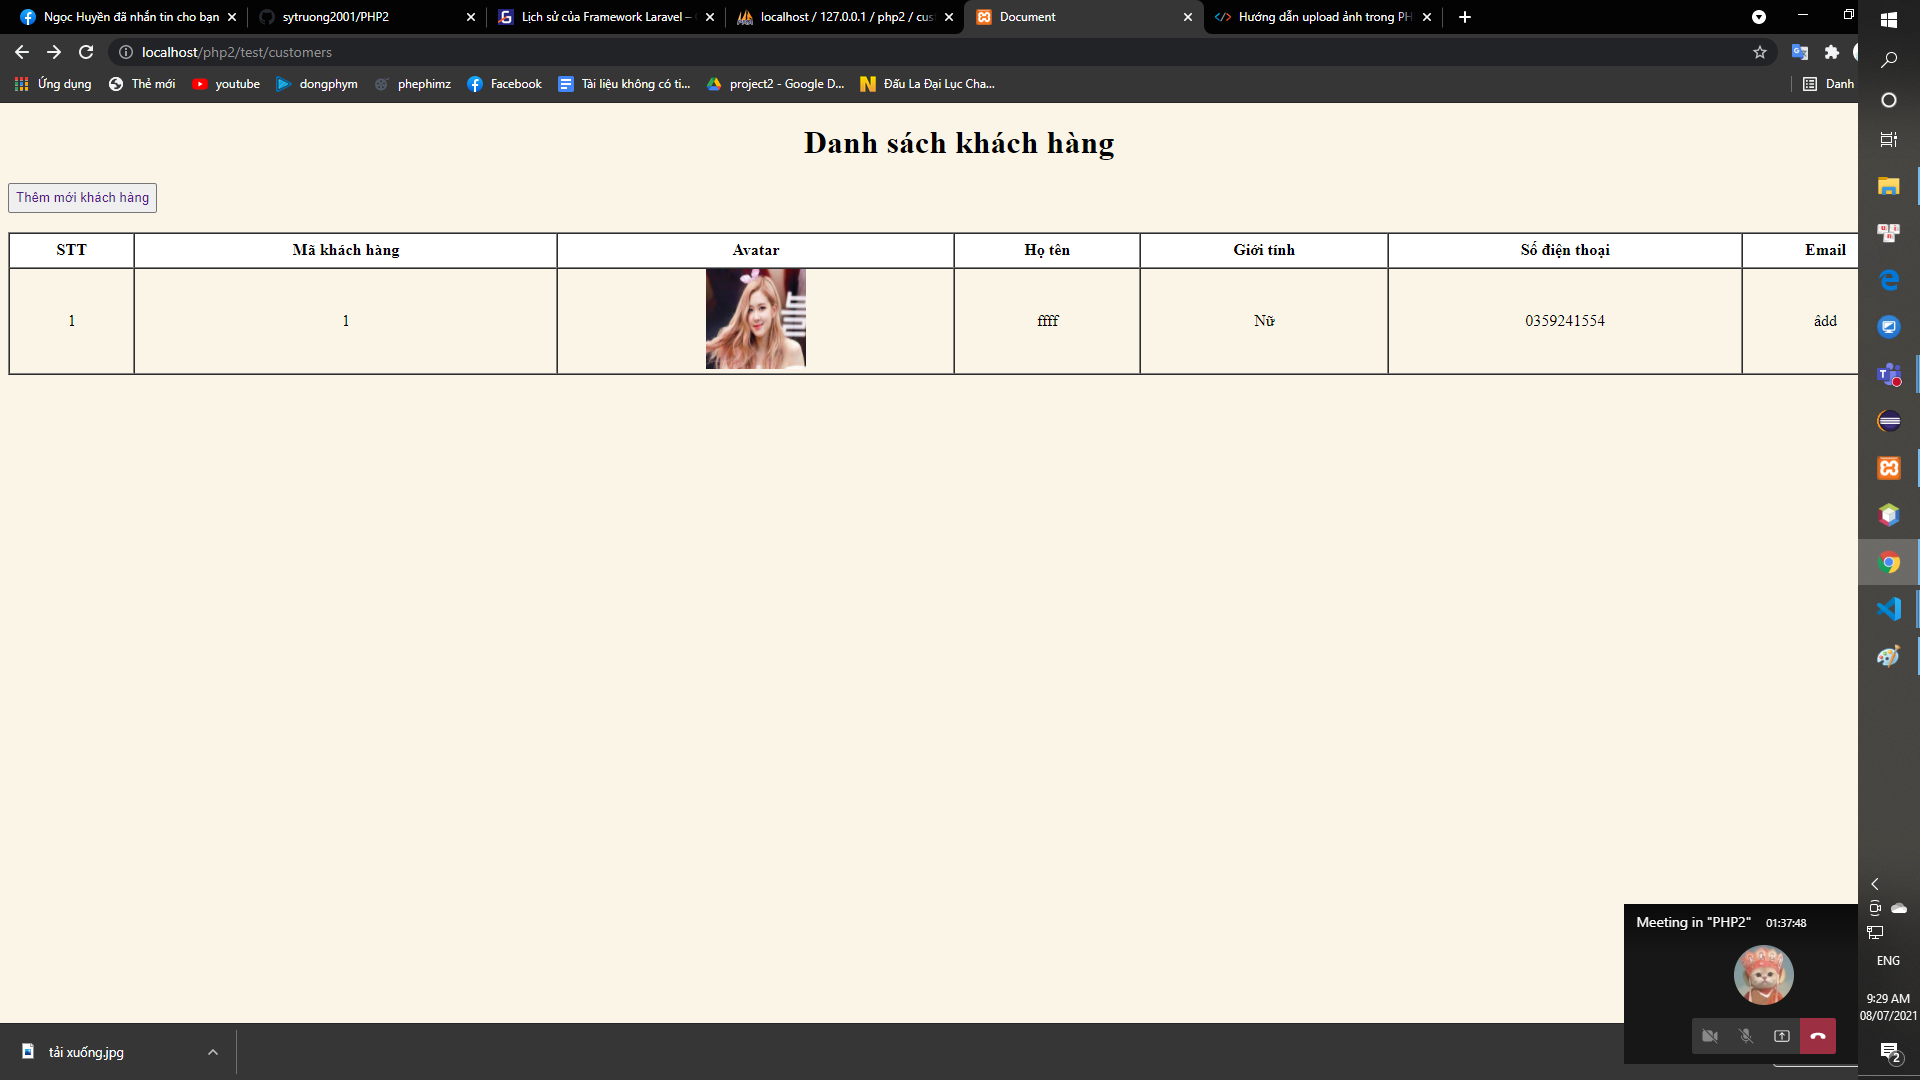 Ngọc Huyền đã nhắn tin cho bạn
sytruong2001/PHP2
Lịch sử của Framework Laravel –
localhost / 127.0.0.1 / php2 / cus
Document
Hướng dẫn upload ảnh trong PH
localhost/php2/test/customers
Ứng dụng
Thẻ mới
youtube
dongphym
phephimz
Facebook
Tài liệu không có ti...
project2 - Google D...
Đấu La Đại Lục Cha...
Danh
Danh sách khách hàng
Thêm mới khách hàng
STT Mã khách hàng Avatar Họ tên Giới tính Số điện thoại Email
1 1 ffff Nữ 0359241554 âdd
Meeting in "PHP2" 01:37:48
ENG
9:29 AM
08/07/2021
2
tải xuống.jpg